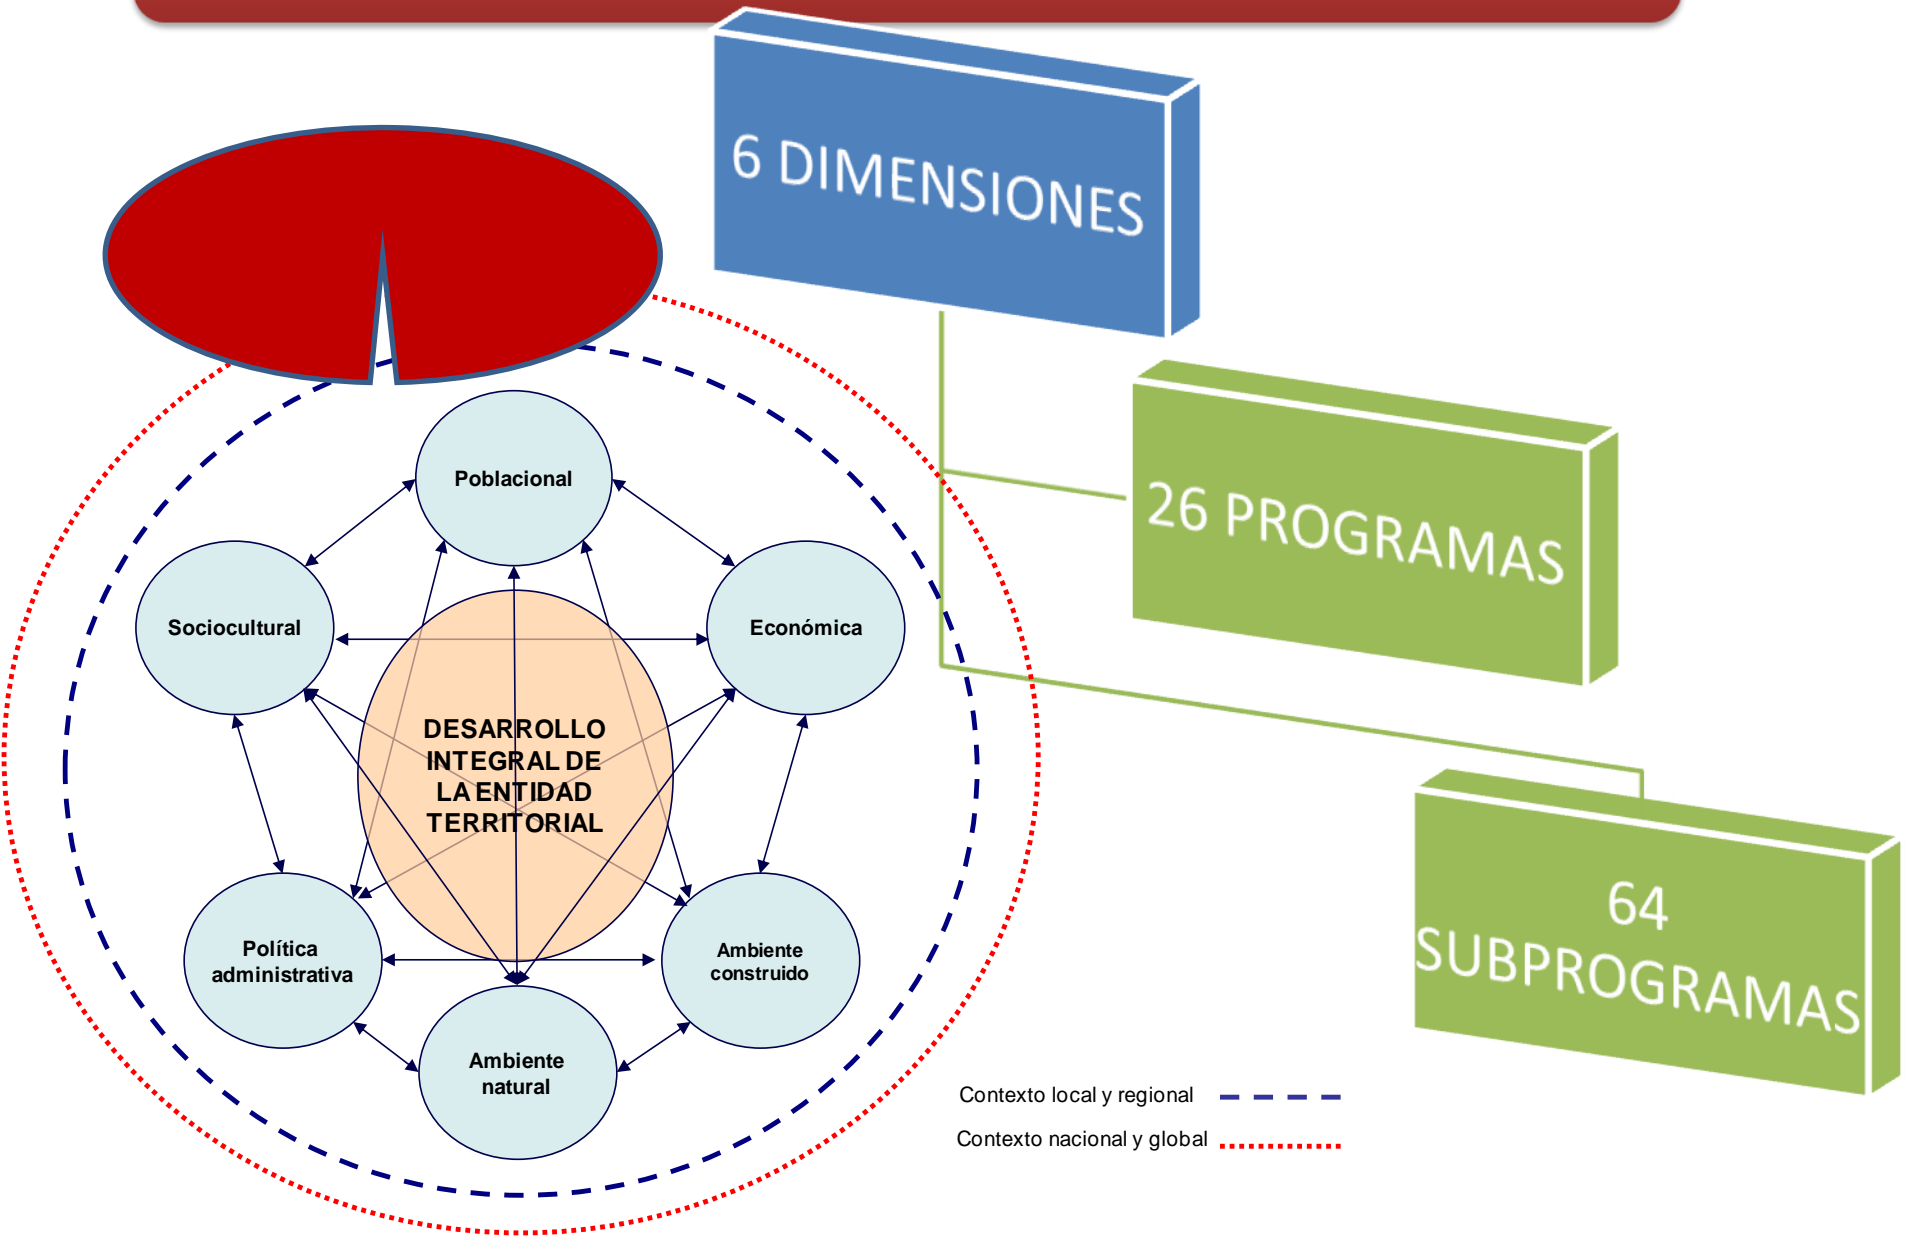 6 DIMENSIONES
26 PROGRAMAS
64
SUBPROGRAMAS
Poblacional
Sociocultural
Económica
DESARROLLO
INTEGRAL DE
LA ENTIDAD
TERRITORIAL
Política
administrativa
Ambiente
construido
Ambiente
natural
Contexto local y regional
Contexto nacional y global